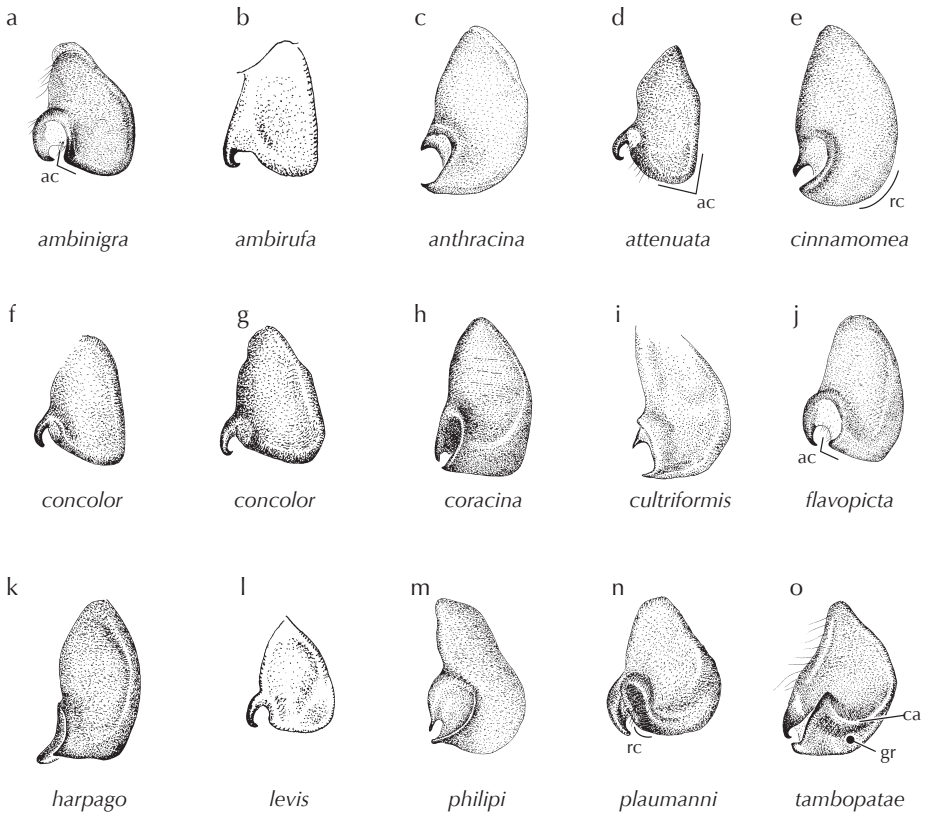 a b c d e
ac ac rc
ambinigra ambirufa anthracina attenuata cinnamomea
f g h i j
ac
concolor concolor coracina cultriformis flavopicta
k l m n o
rc ca gr
harpago levis philipi plaumanni tambopatae